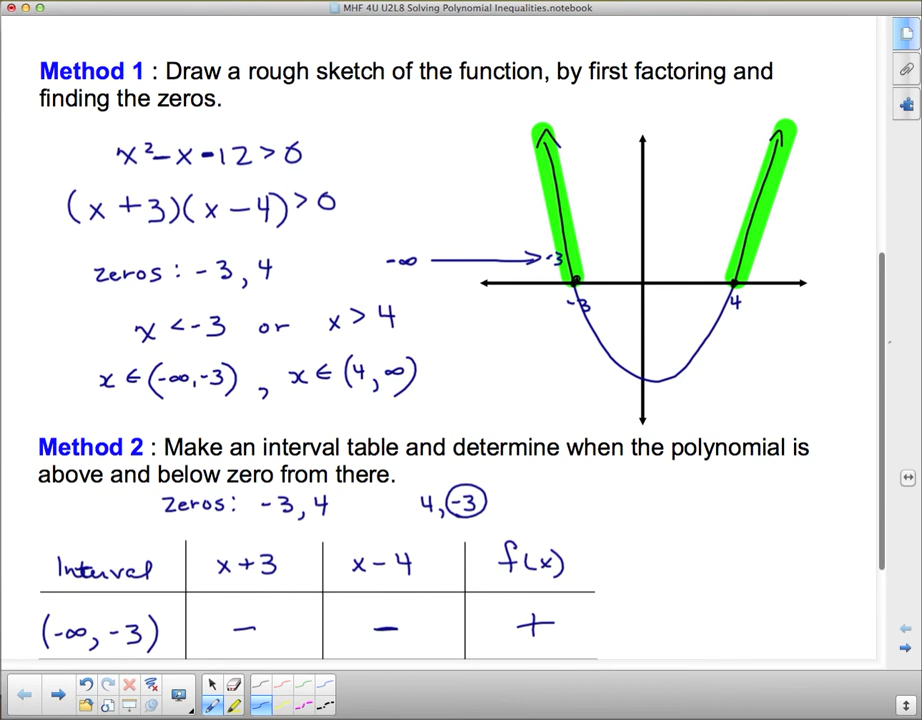 MHF 4U U2L8 Solving Polynomial Inequalities.notebook
Method 1 : Draw a rough sketch of the function, by first factoring and
finding the zeros.
x²-x-12>0
(x+3)(x-4)>0
zeros: -3, 4
x < -3 or x > 4
x ∈ (-∞, -3), x ∈ (4, ∞)
-∞ → -3
-3
4
Method 2 : Make an interval table and determine when the polynomial is
above and below zero from there.
zeros: -3, 4 4, -3
Interval x+3 x-4 f(x)
(-∞, -3) - - +